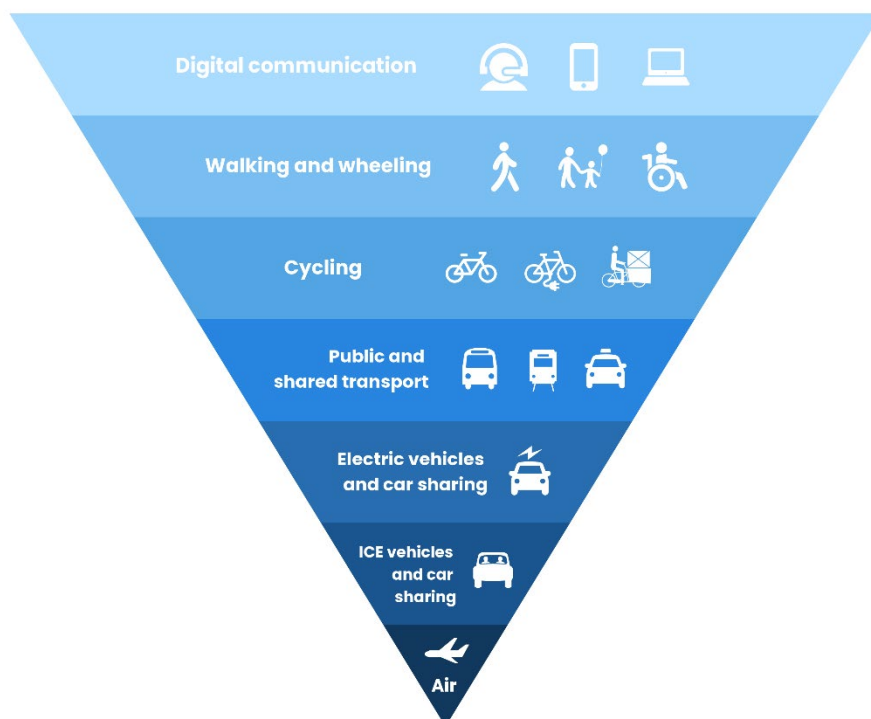 Digital communication
Walking and wheeling
Cycling
Public and
shared transport
Electric vehicles
and car sharing
ICE vehicles
and car
sharing
Air